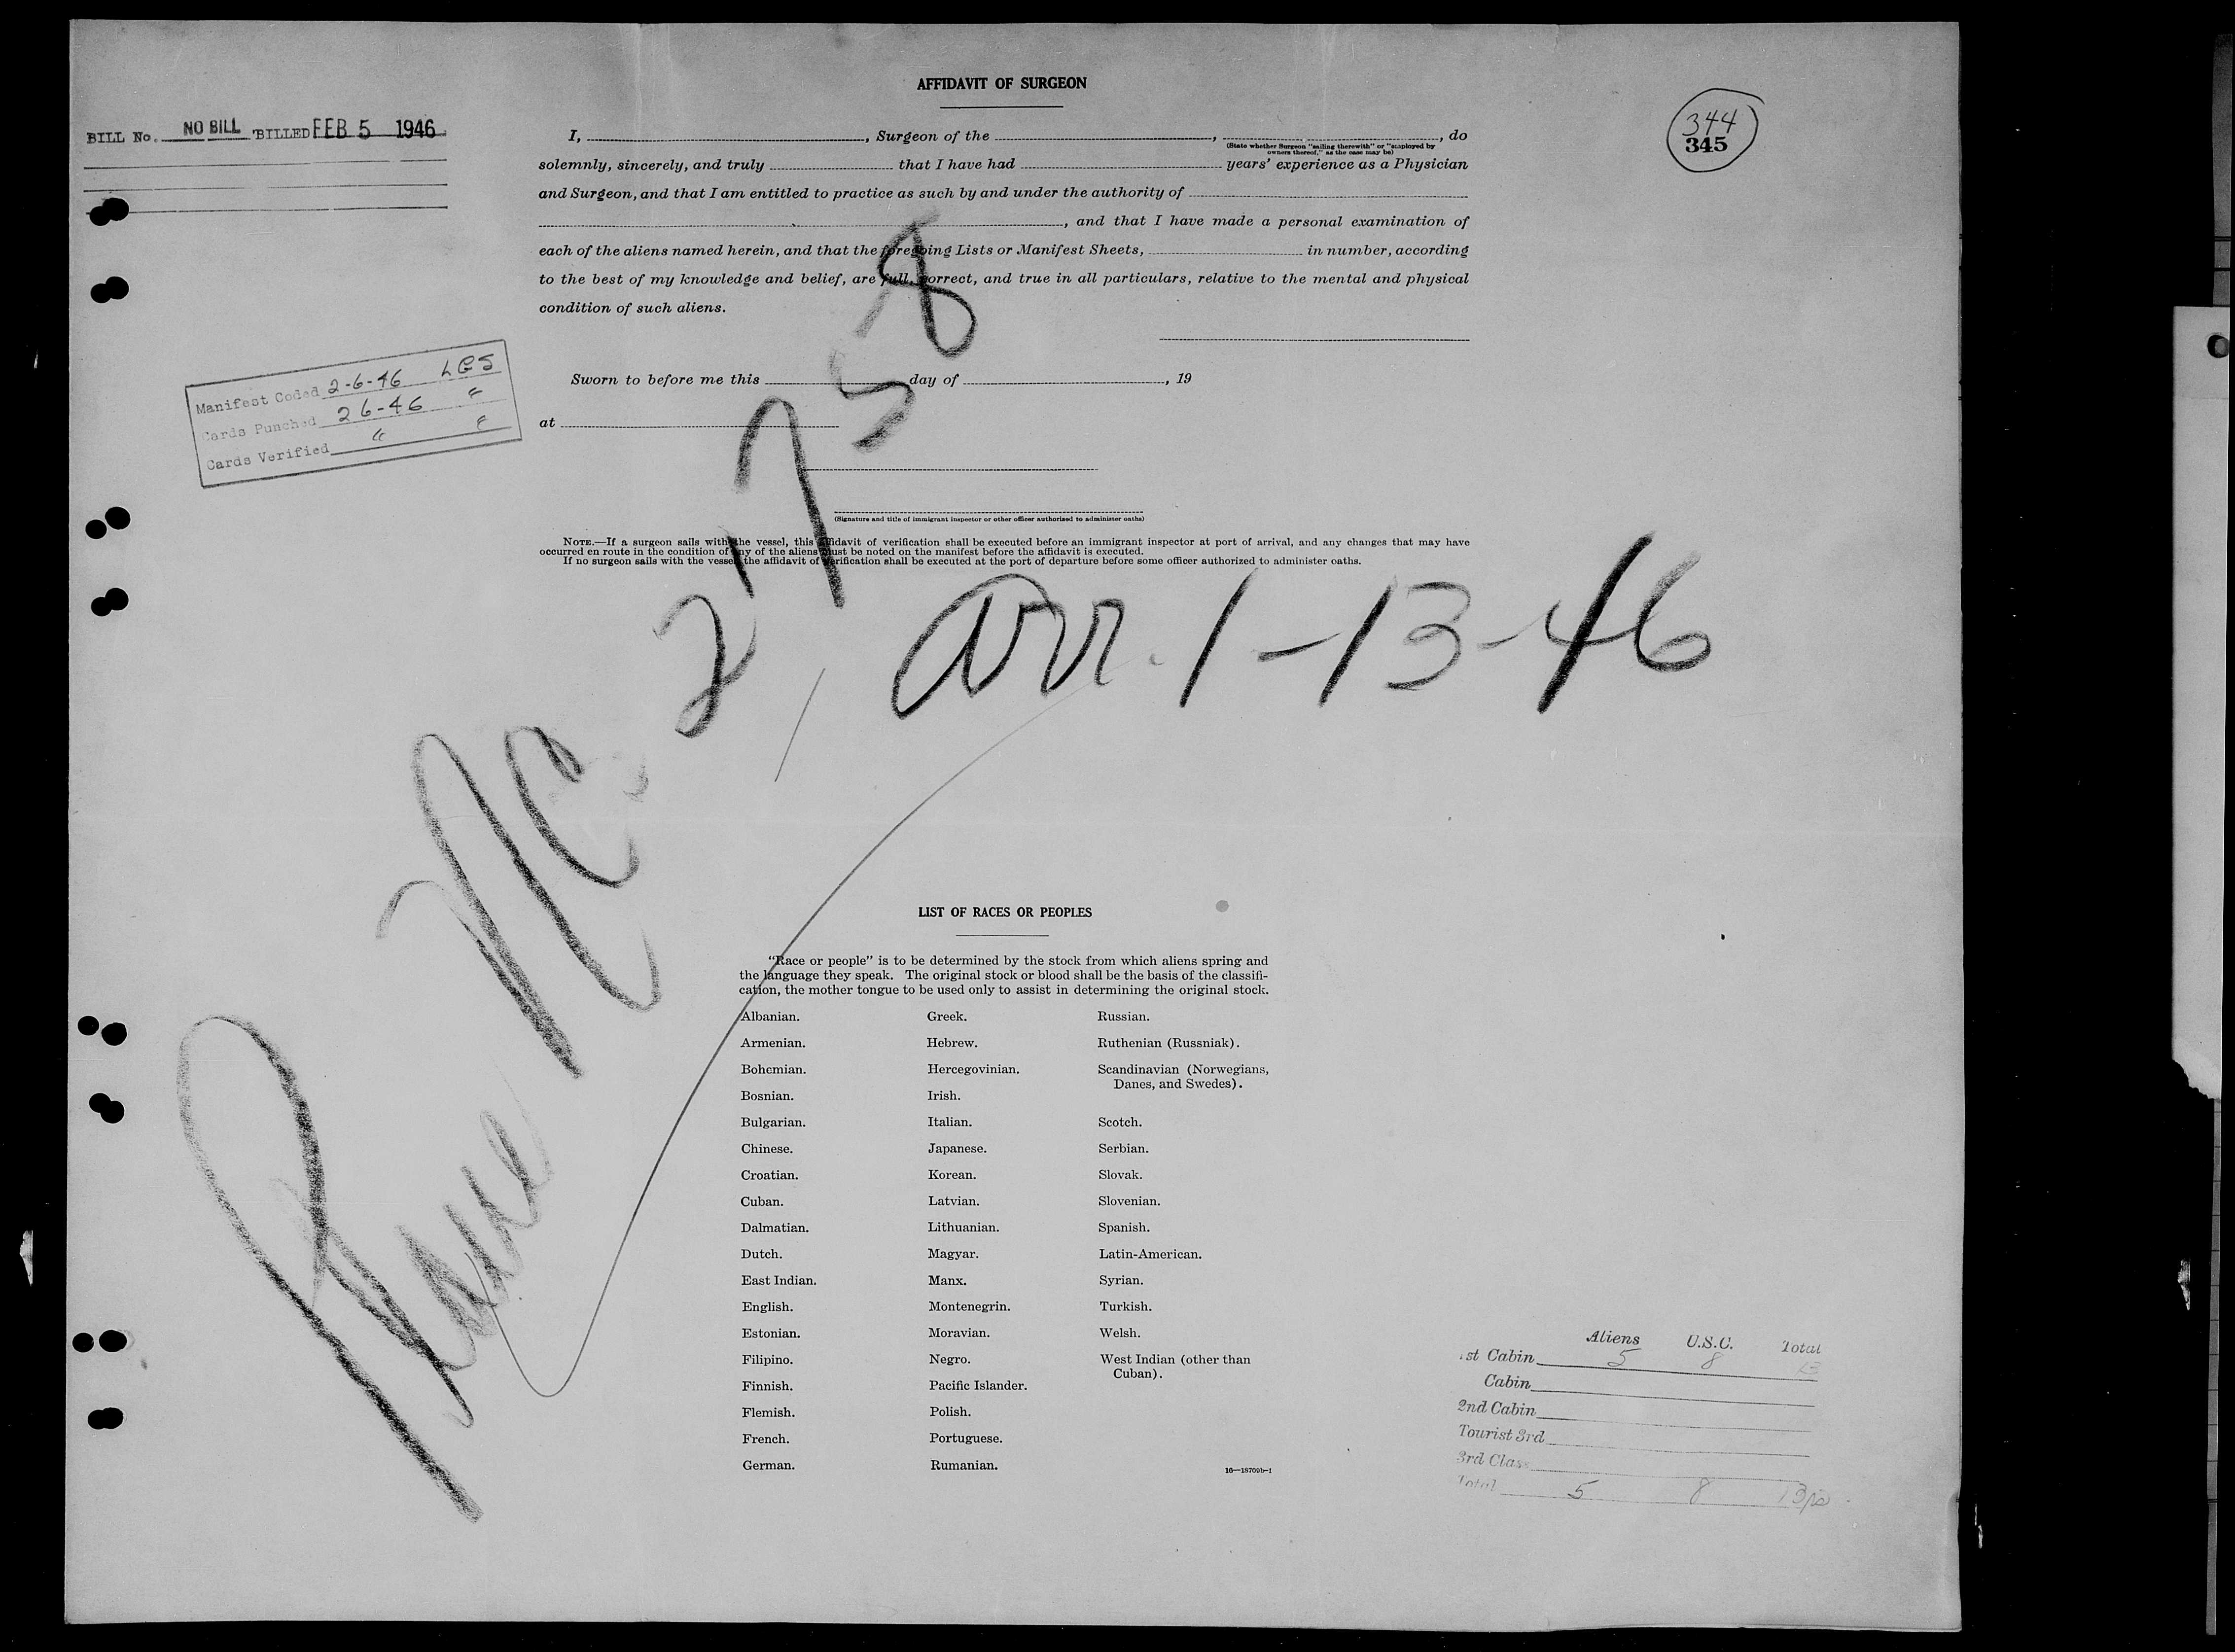 AFFIDAVIT OF SURGEON
BILL No. NO BILL BILLED FEB 5 1946
344
345
I, , Surgeon of the , , do
(State whether Surgeon "sailing therewith" or "employed by
owners thereof," as the case may be)
solemnly, sincerely, and truly that I have had years' experience as a Physician
and Surgeon, and that I am entitled to practice as such by and under the authority of
, and that I have made a personal examination of
each of the aliens named herein, and that the foregoing Lists or Manifest Sheets, in number, according
to the best of my knowledge and belief, are full, correct, and true in all particulars, relative to the mental and physical
condition of such aliens.
Manifest Coded 2-6-46 LGS
Cards Punched 26-46 "
Cards Verified " "
Sworn to before me this day of , 19
at
(Signature and title of immigrant inspector or other officer authorized to administer oaths)
NOTE.—If a surgeon sails with the vessel, this affidavit of verification shall be executed before an immigrant inspector at port of arrival, and any changes that may have
occurred en route in the condition of any of the aliens must be noted on the manifest before the affidavit is executed.
If no surgeon sails with the vessel the affidavit of verification shall be executed at the port of departure before some officer authorized to administer oaths.
Plane NC. 27758
arr. 1-13-46
LIST OF RACES OR PEOPLES
"Race or people" is to be determined by the stock from which aliens spring and
the language they speak. The original stock or blood shall be the basis of the classifi-
cation, the mother tongue to be used only to assist in determining the original stock.
Albanian.
Armenian.
Bohemian.
Bosnian.
Bulgarian.
Chinese.
Croatian.
Cuban.
Dalmatian.
Dutch.
East Indian.
English.
Estonian.
Filipino.
Finnish.
Flemish.
French.
German.
Greek.
Hebrew.
Hercegovinian.
Irish.
Italian.
Japanese.
Korean.
Latvian.
Lithuanian.
Magyar.
Manx.
Montenegrin.
Moravian.
Negro.
Pacific Islander.
Polish.
Portuguese.
Rumanian.
Russian.
Ruthenian (Russniak).
Scandinavian (Norwegians,
Danes, and Swedes).
Scotch.
Serbian.
Slovak.
Slovenian.
Spanish.
Latin-American.
Syrian.
Turkish.
Welsh.
West Indian (other than
Cuban).
16—18709b-1
Aliens U.S.C. Total
1st Cabin 5 8 13
Cabin
2nd Cabin
Tourist 3rd
3rd Class
Total 5 8 13